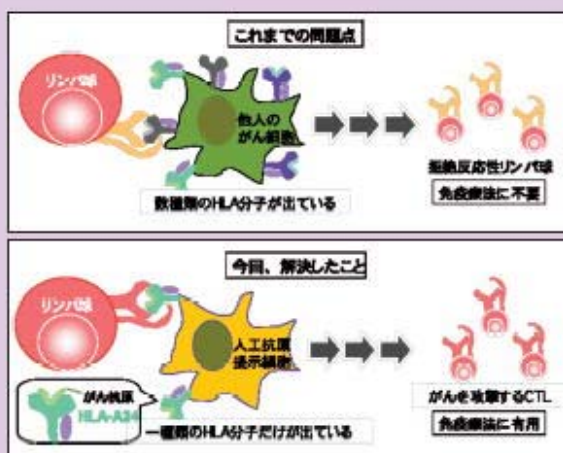 これまでの問題点
リンパ球
他人の
がん細胞
数種類のHLA分子が出ている
拒絶反応性リンパ球
免疫療法に不要
今回、解決したこと
リンパ球
人工抗原
提示細胞
がん抗原
HLA-A24
一種類のHLA分子だけが出ている
がんを攻撃するCTL
免疫療法に有用